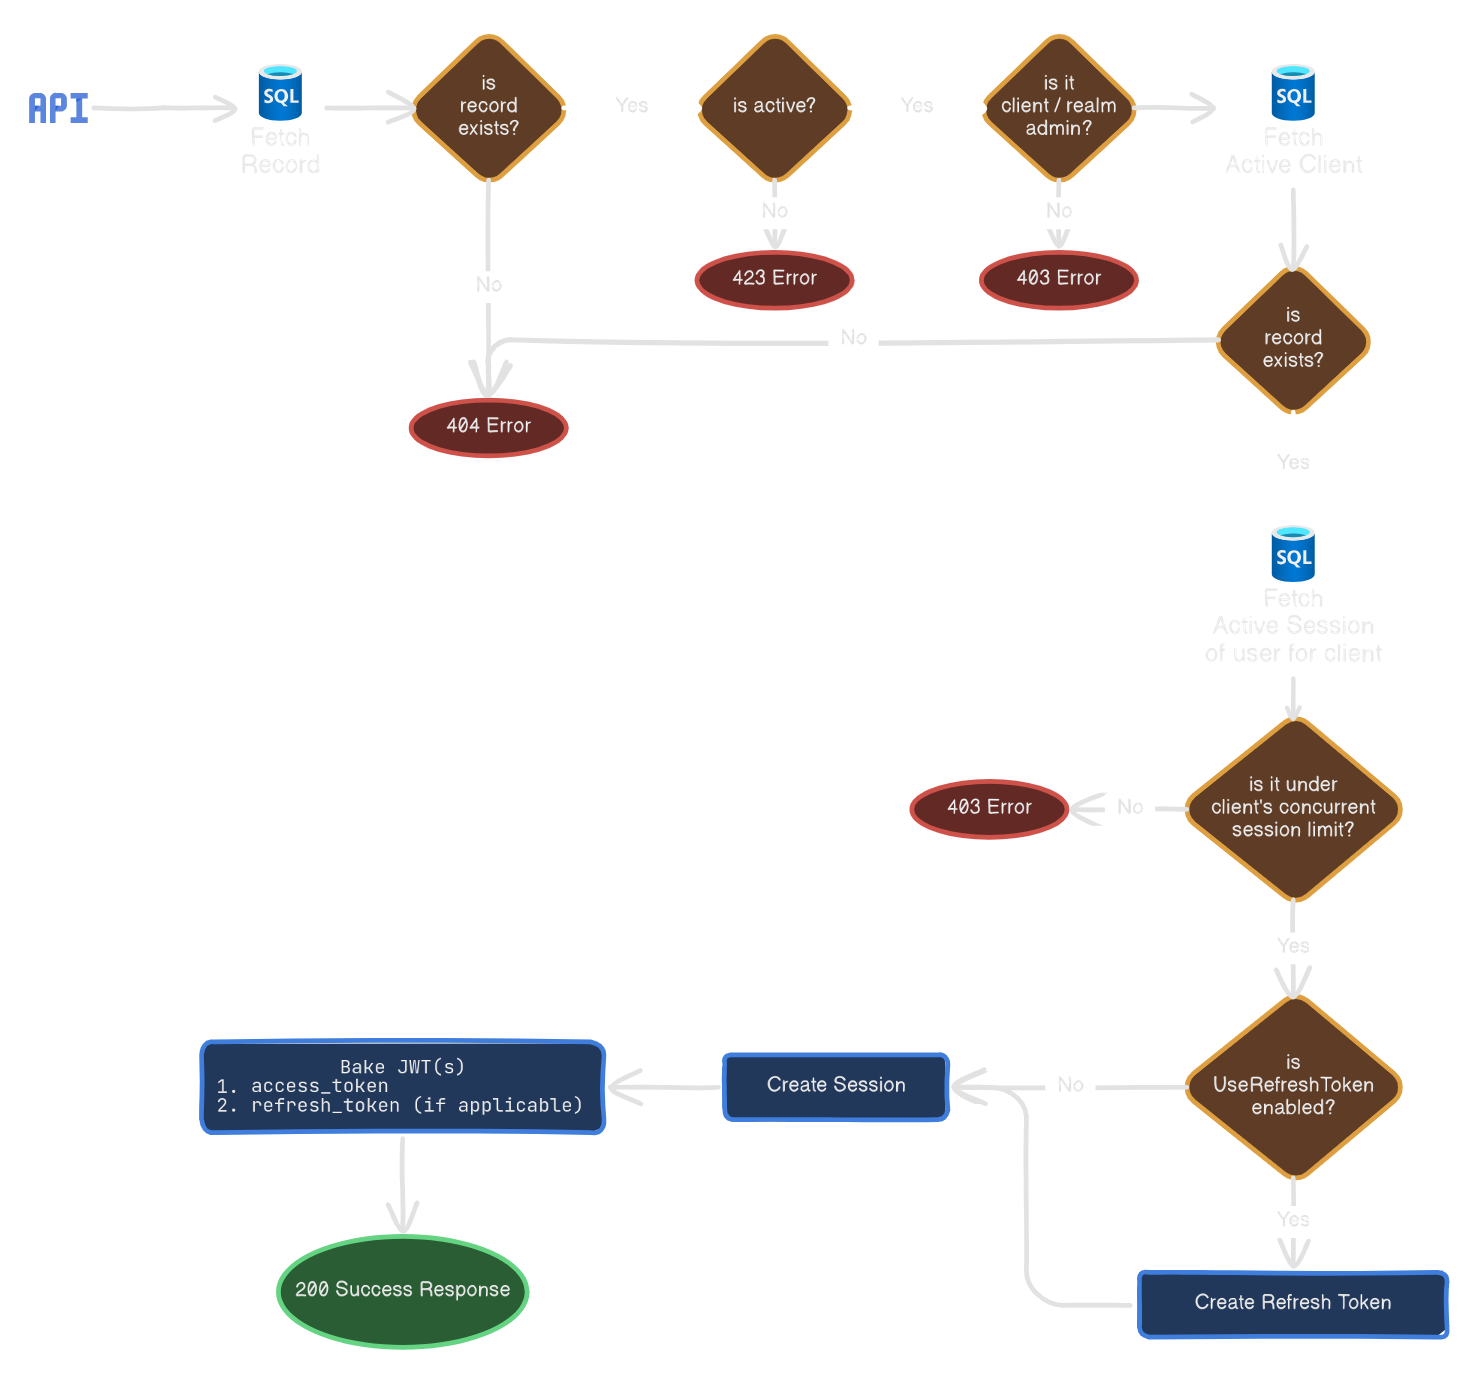 API
SQL
Fetch
Record
is
record
exists?
Yes
is active?
Yes
is it
client / realm
admin?
SQL
Fetch
Active Client
No
423 Error
No
403 Error
No
is
record
exists?
No
404 Error
Yes
SQL
Fetch
Active Session
of user for client
is it under
client's concurrent
session limit?
No
403 Error
Yes
is
UseRefreshToken
enabled?
No
Create Session
Bake JWT(s)
1. access_token
2. refresh_token (if applicable)
Yes
Create Refresh Token
200 Success Response